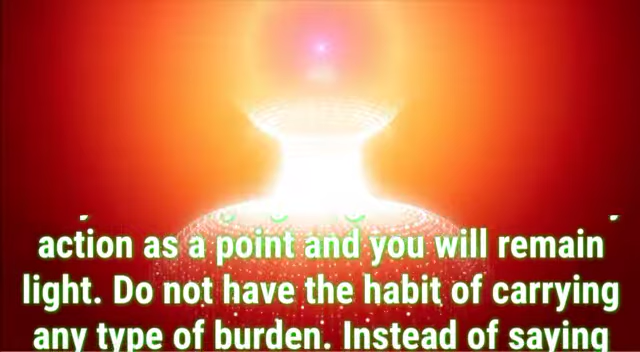 action as a point and you will remain
light. Do not have the habit of carrying
any type of burden. Instead of saying